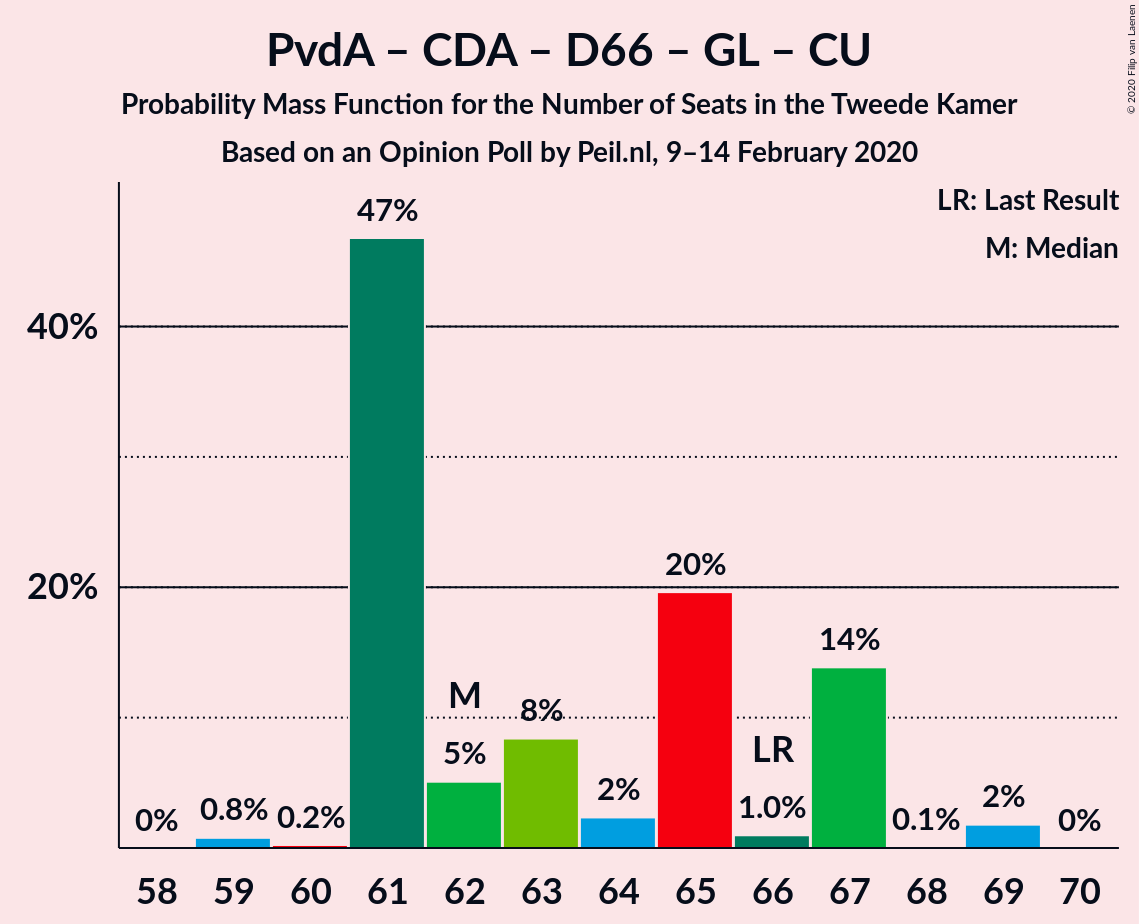 PvdA – CDA – D66 – GL – CU
Probability Mass Function for the Number of Seats in the Tweede Kamer
Based on an Opinion Poll by Peil.nl, 9–14 February 2020
© 2020 Filip van Laenen
LR: Last Result
M: Median
40%
20%
47%
20%
14%
M
8%
LR
5%
2%
2%
0%
0.8%
0.2%
1.0%
0.1%
0%
58 59 60 61 62 63 64 65 66 67 68 69 70